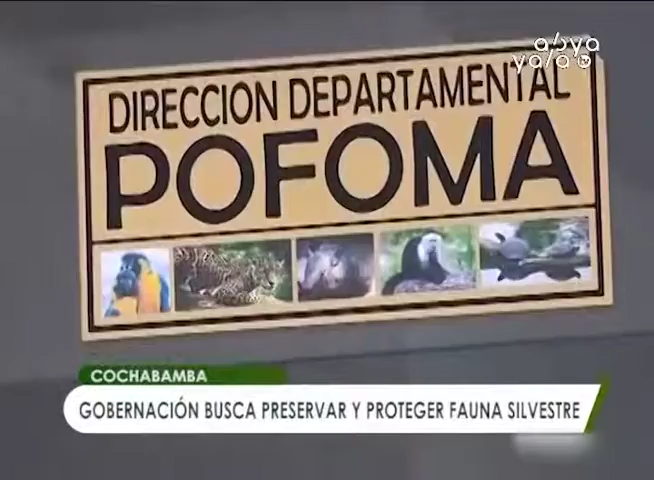 abya
yala
DIRECCION DEPARTAMENTAL
POFOMA
COCHABAMBA
GOBERNACIÓN BUSCA PRESERVAR Y PROTEGER FAUNA SILVESTRE